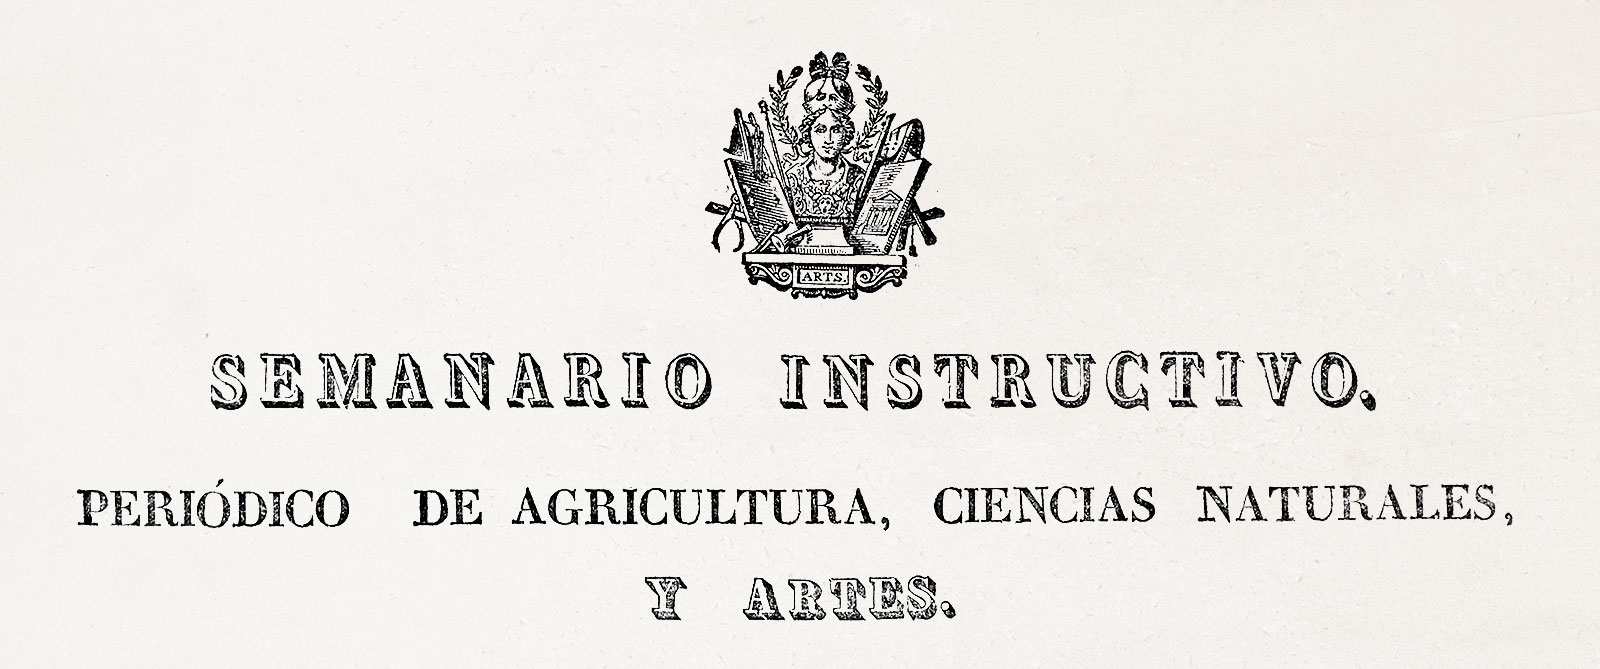 ARTS.
SEMANARIO INSTRUCTIVO.
PERIÓDICO DE AGRICULTURA, CIENCIAS NATURALES,
Y ARTES.